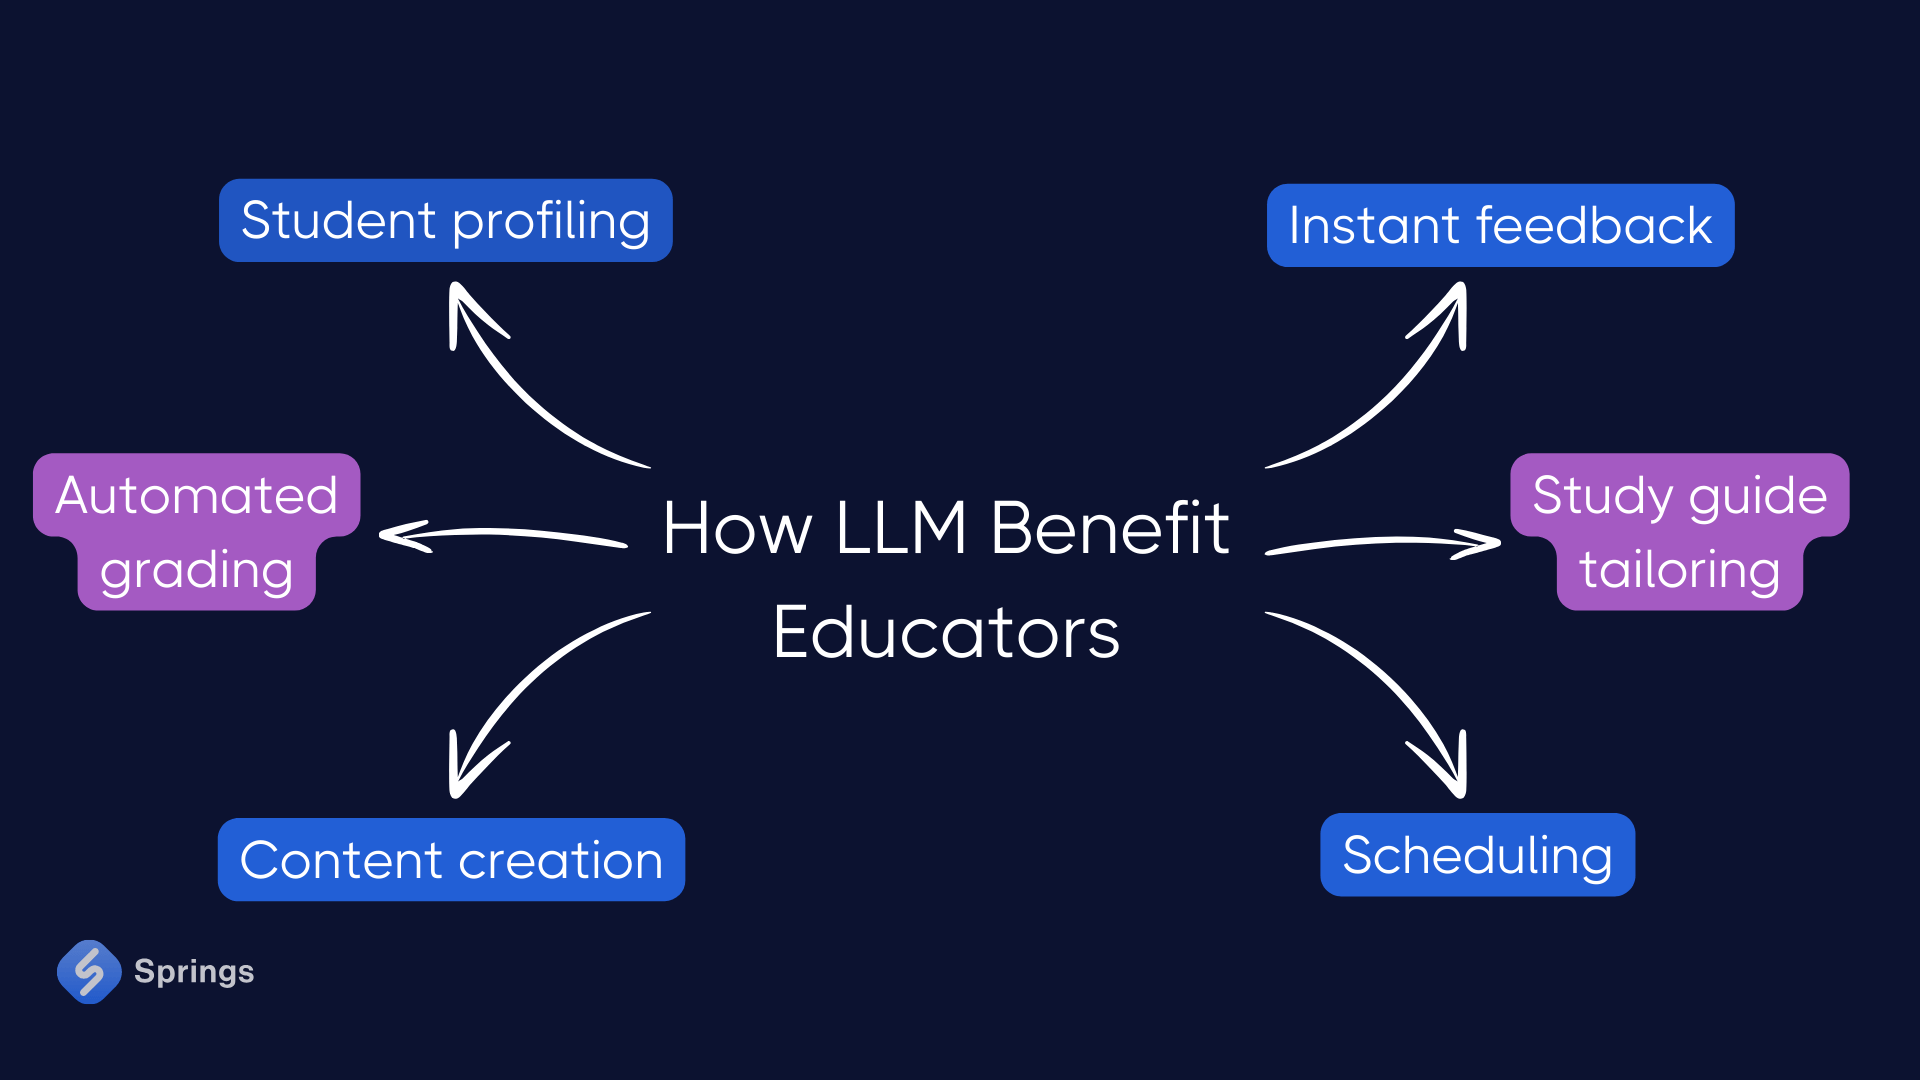 Student profiling
Instant feedback
Automated
grading
How LLM Benefit
Educators
Study guide
tailoring
Content creation
Scheduling
Springs